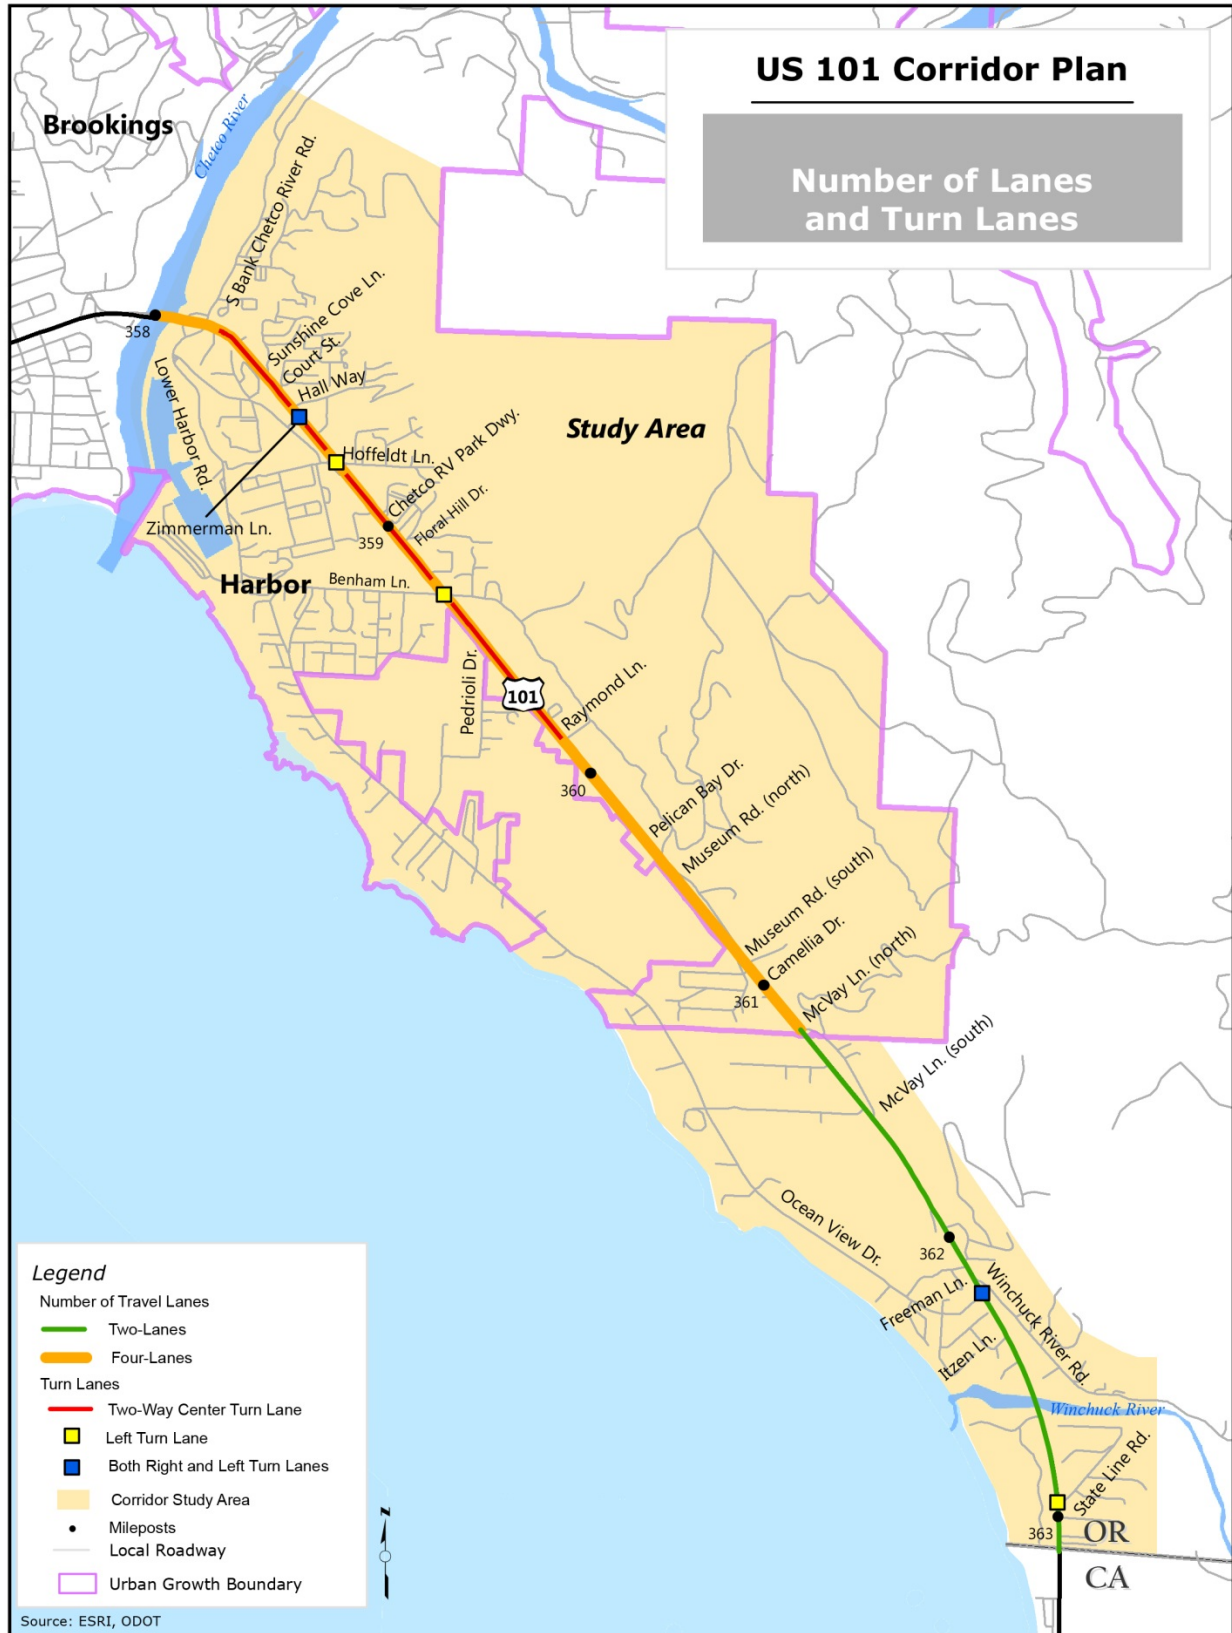 US 101 Corridor Plan
Number of Lanes
and Turn Lanes
Brookings
Chetco River
S Bank Chetco River Rd.
358
Sunshine Cove Ln.
Court St.
Hall Way
Lower Harbor Rd.
Hoffeldt Ln.
Chetco RV Park Dwy.
Study Area
Zimmerman Ln.
359
Floral Hill Dr.
Harbor
Benham Ln.
Pedrioli Dr.
101
Raymond Ln.
360
Pelican Bay Dr.
Museum Rd. (north)
Museum Rd. (south)
Camellia Dr.
361
McVay Ln. (north)
McVay Ln. (south)
Ocean View Dr.
362
Freeman Ln.
Winchuck River Rd.
Itzen Ln.
Winchuck River
State Line Rd.
363
OR
CA
Legend
Number of Travel Lanes
Two-Lanes
Four-Lanes
Turn Lanes
Two-Way Center Turn Lane
Left Turn Lane
Both Right and Left Turn Lanes
Corridor Study Area
Mileposts
Local Roadway
Urban Growth Boundary
z
Source: ESRI, ODOT